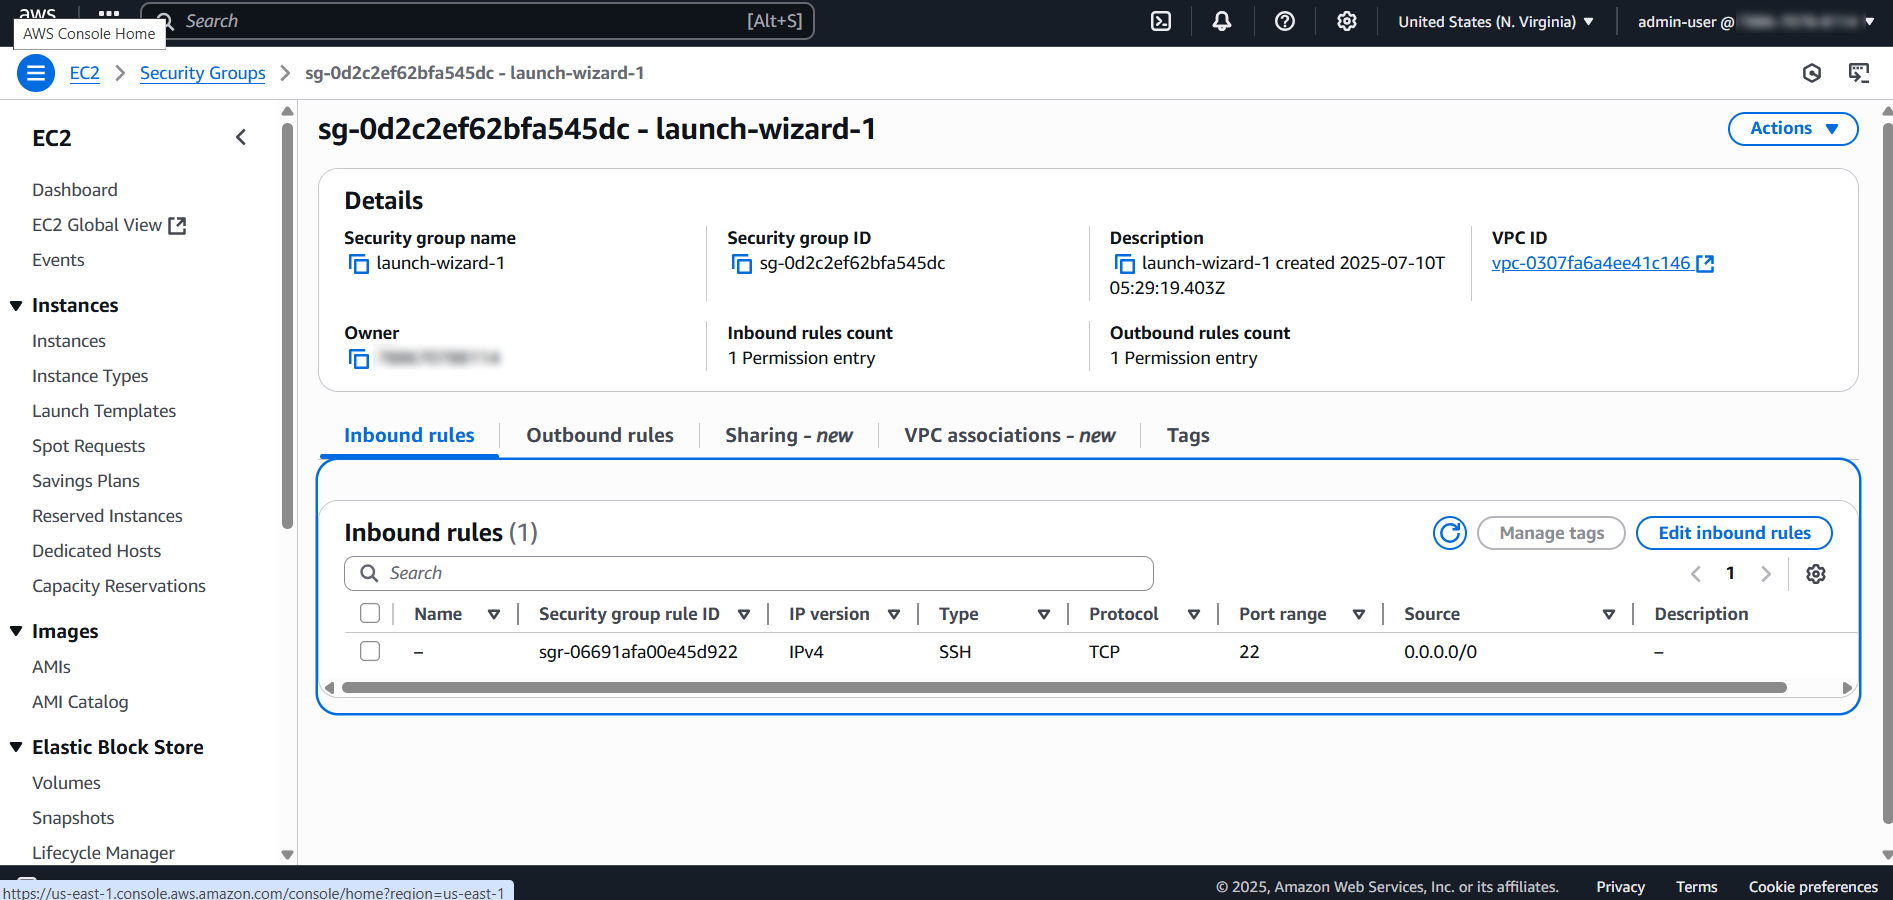 aws
Search [Alt+S]
United States (N. Virginia)
admin-user @
AWS Console Home
EC2 Security Groups sg-0d2c2ef62bfa545dc - launch-wizard-1
EC2
Dashboard
EC2 Global View
Events
Instances
Instances
Instance Types
Launch Templates
Spot Requests
Savings Plans
Reserved Instances
Dedicated Hosts
Capacity Reservations
Images
AMIs
AMI Catalog
Elastic Block Store
Volumes
Snapshots
Lifecycle Manager
sg-0d2c2ef62bfa545dc - launch-wizard-1
Actions
Details
Security group name
launch-wizard-1
Security group ID
sg-0d2c2ef62bfa545dc
Description
launch-wizard-1 created 2025-07-10T
05:29:19.403Z
VPC ID
vpc-0307fa6a4ee41c146
Owner
Inbound rules count
1 Permission entry
Outbound rules count
1 Permission entry
Inbound rules Outbound rules Sharing - new VPC associations - new Tags
Inbound rules (1)
Manage tags Edit inbound rules
Search
1
Name Security group rule ID IP version Type Protocol Port range Source Description
– sgr-06691afa00e45d922 IPv4 SSH TCP 22 0.0.0.0/0 –
https://us-east-1.console.aws.amazon.com/console/home?region=us-east-1
© 2025, Amazon Web Services, Inc. or its affiliates. Privacy Terms Cookie preferences